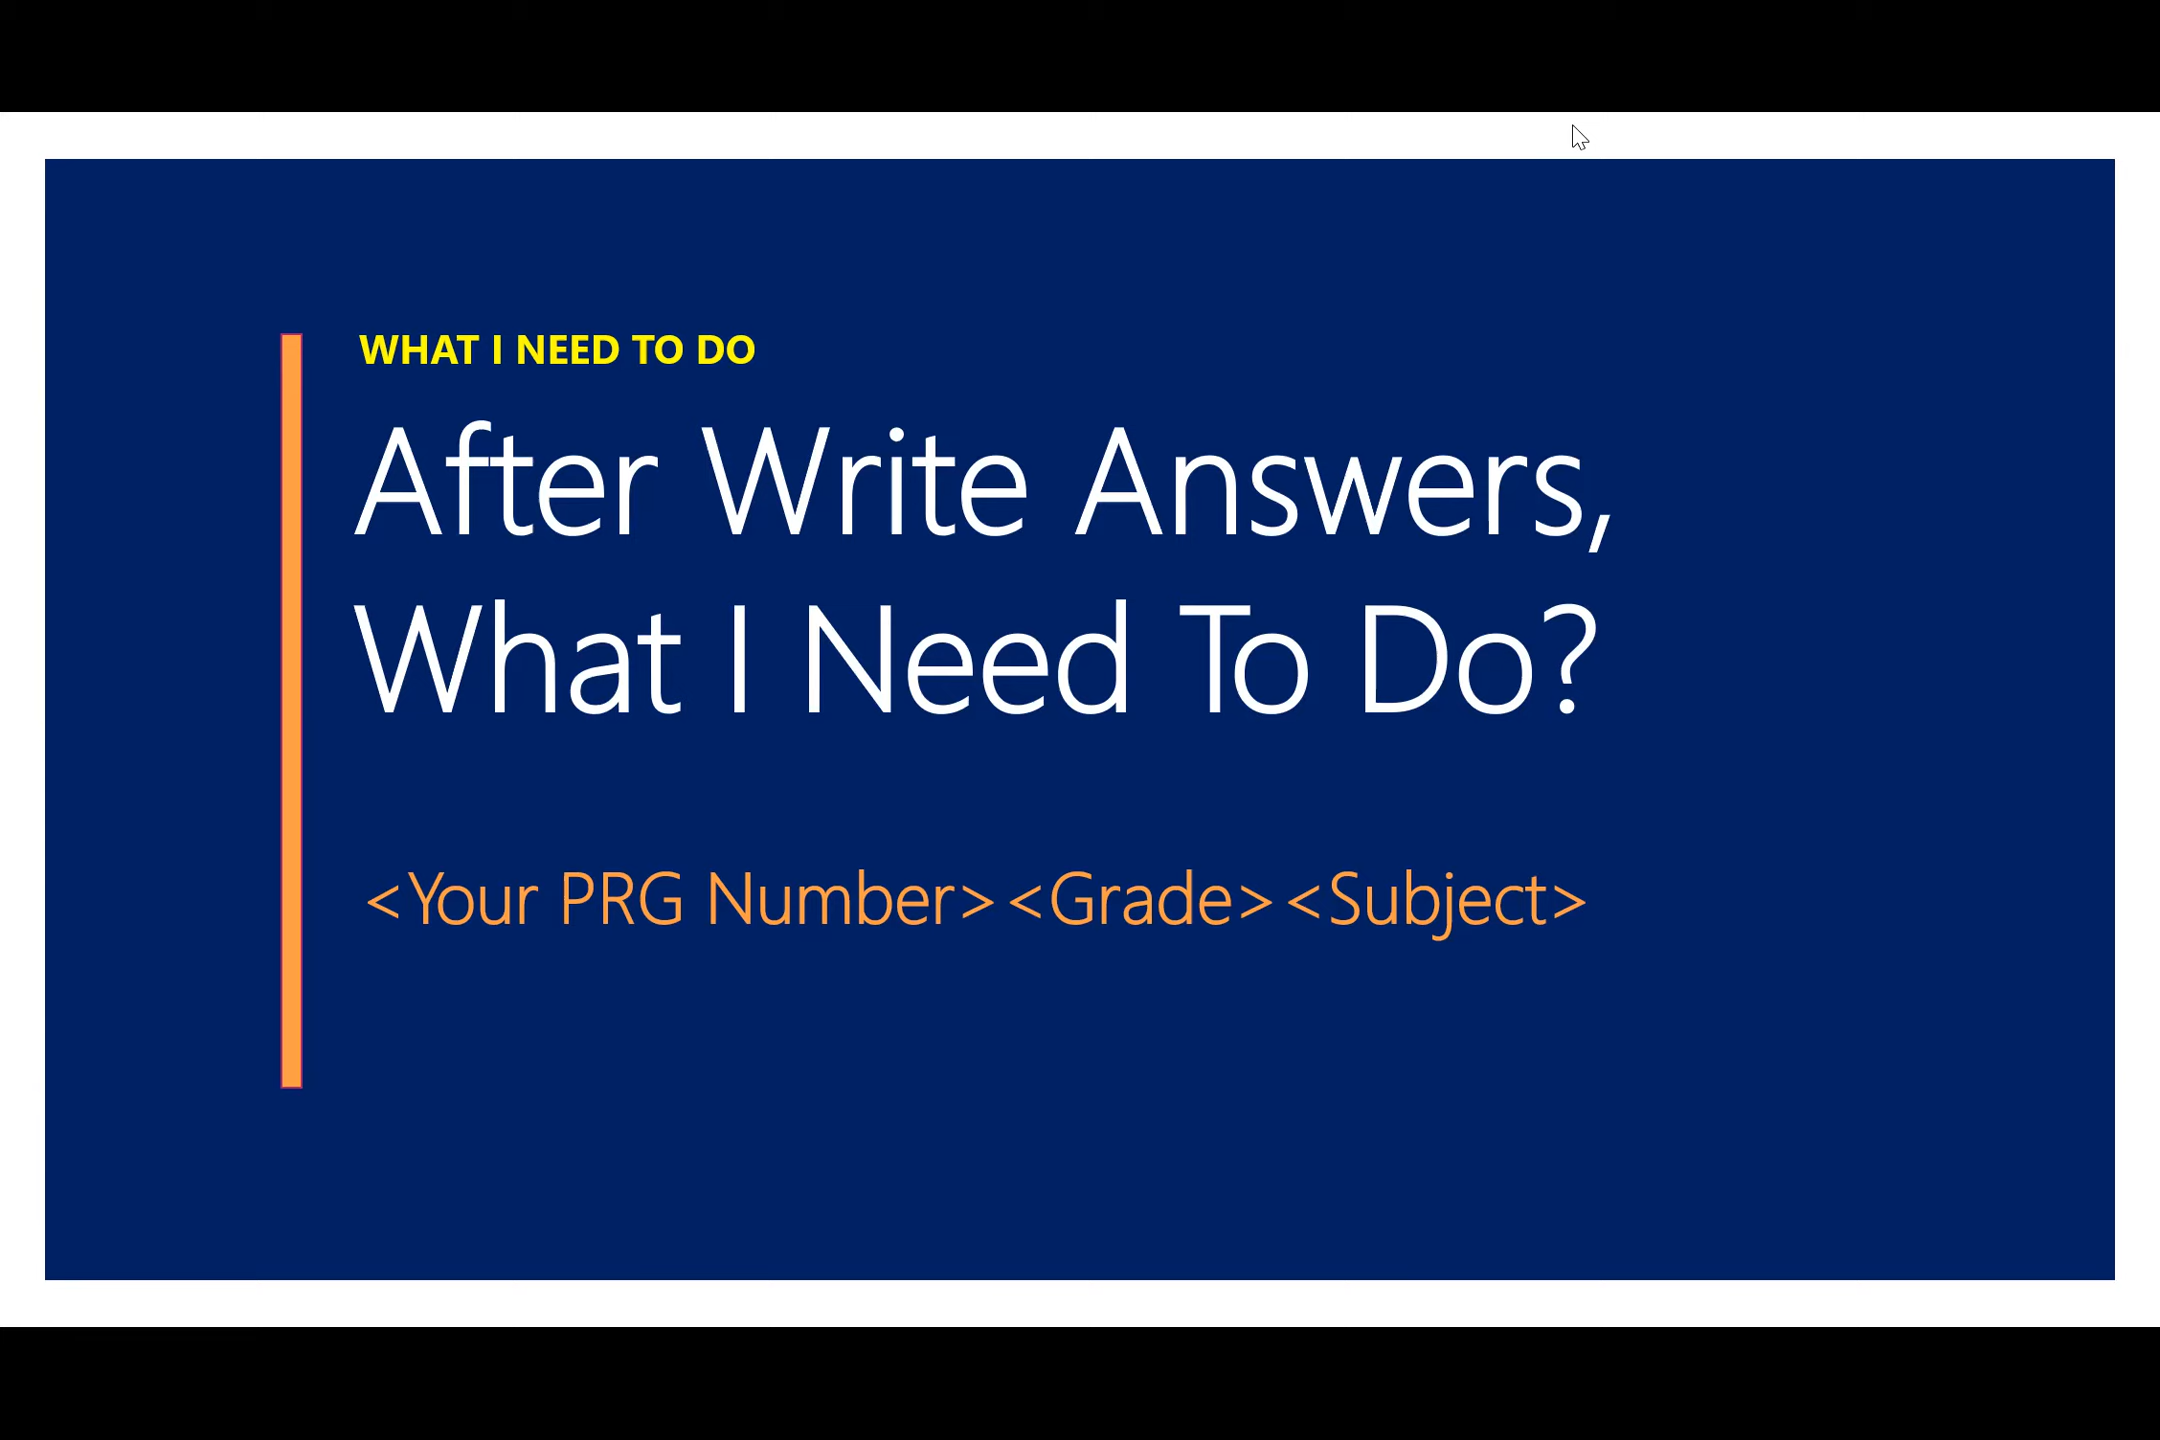 WHAT I NEED TO DO
After Write Answers,
What I Need To Do?
<Your PRG Number><Grade><Subject>